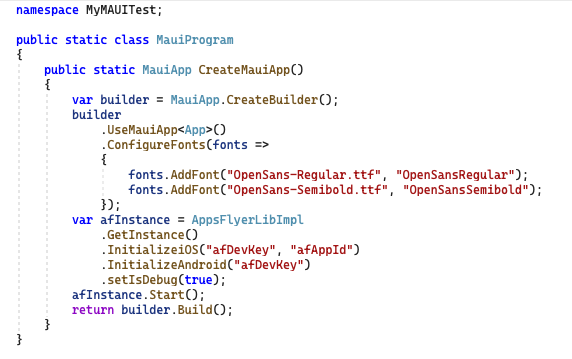 namespace MyMAUITest;
public static class MauiProgram
{
public static MauiApp CreateMauiApp()
{
var builder = MauiApp.CreateBuilder();
builder
.UseMauiApp<App>()
.ConfigureFonts(fonts =>
{
fonts.AddFont("OpenSans-Regular.ttf", "OpenSansRegular");
fonts.AddFont("OpenSans-Semibold.ttf", "OpenSansSemibold");
});
var afInstance = AppsFlyerLibImpl
.GetInstance()
.InitializeiOS("afDevKey", "afAppId")
.InitializeAndroid("afDevKey")
.setIsDebug(true);
afInstance.Start();
return builder.Build();
}
}